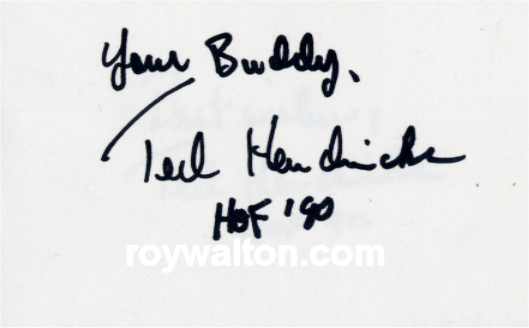 Your Buddy,
Ted Hendricks
HOF '90
roywalton.com